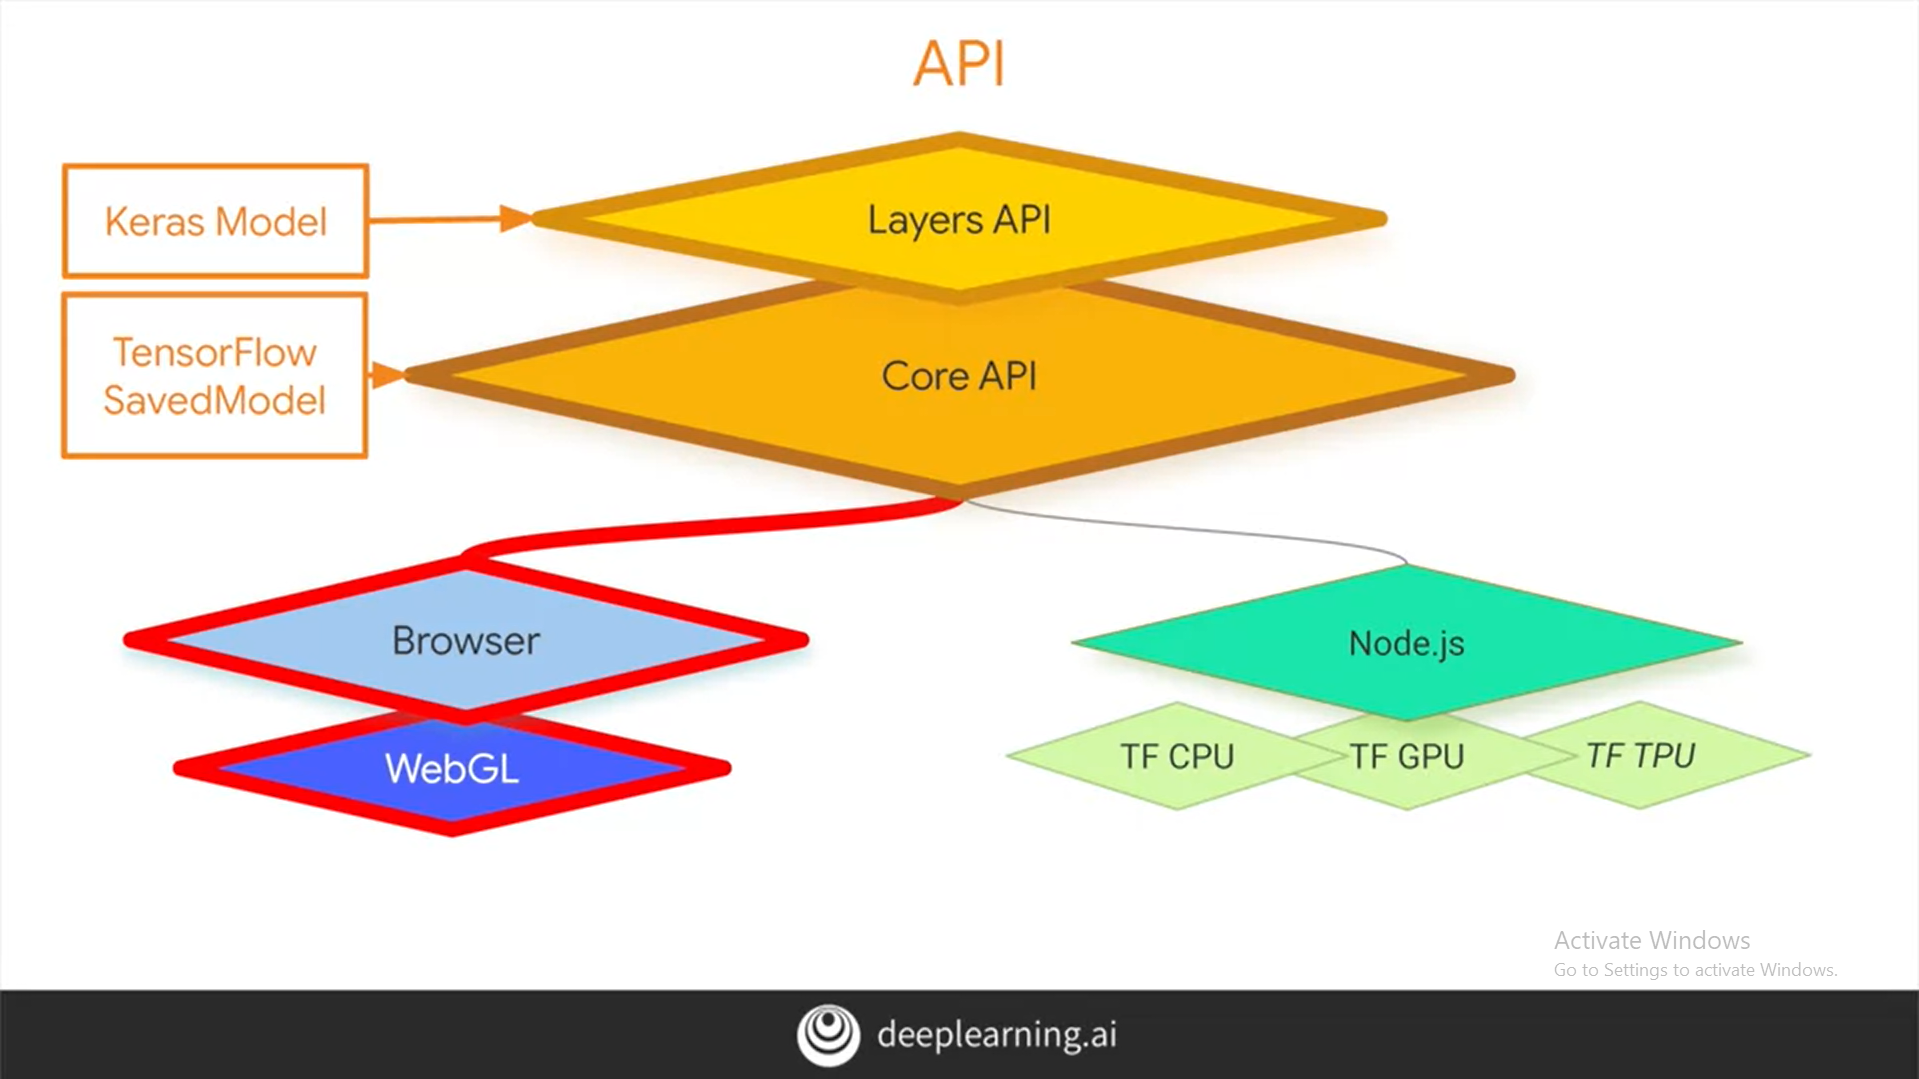 API
Keras Model
Layers API
TensorFlow
SavedModel
Core API
Browser
Node.js
WebGL
TF CPU
TF GPU
TF TPU
Activate Windows
Go to Settings to activate Windows.
deeplearning.ai